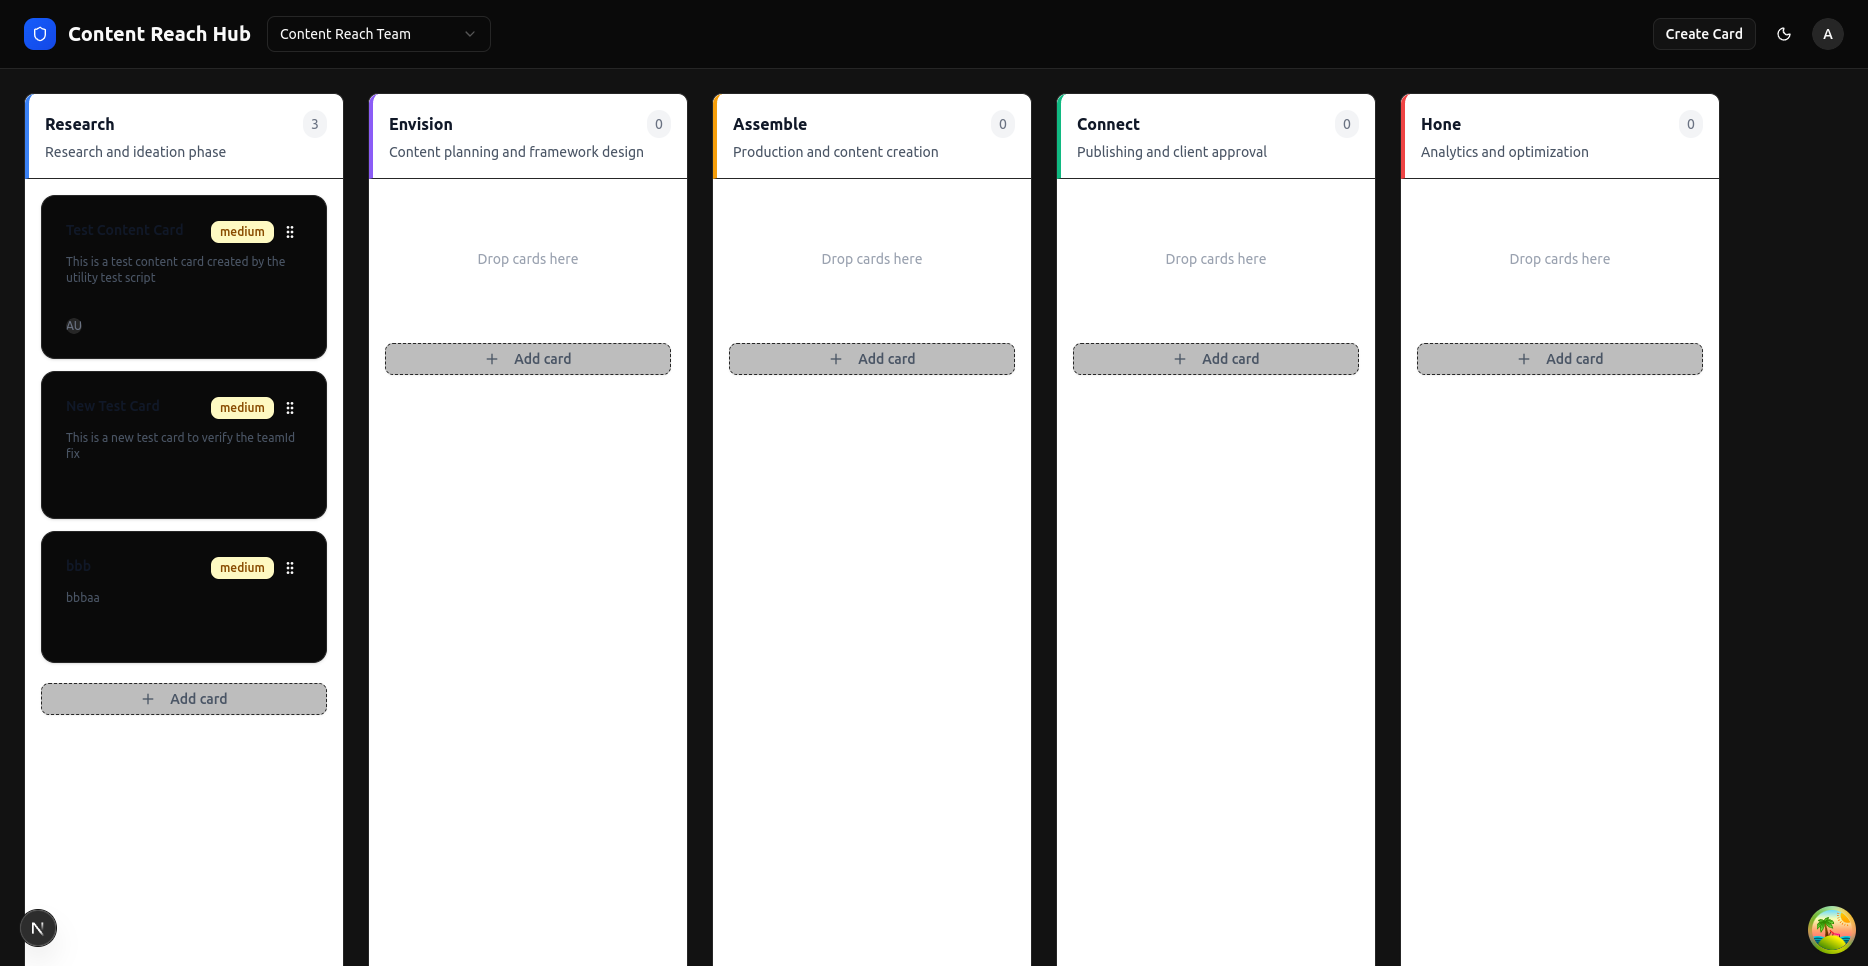 Content Reach Hub
Content Reach Team
Create Card
A
Research
3
Research and ideation phase
Test Content Card
medium
This is a test content card created by the
utility test script
AU
New Test Card
medium
This is a new test card to verify the teamId
fix
bbb
medium
bbbaa
Add card
Envision
0
Content planning and framework design
Drop cards here
Add card
Assemble
0
Production and content creation
Drop cards here
Add card
Connect
0
Publishing and client approval
Drop cards here
Add card
Hone
0
Analytics and optimization
Drop cards here
Add card
N